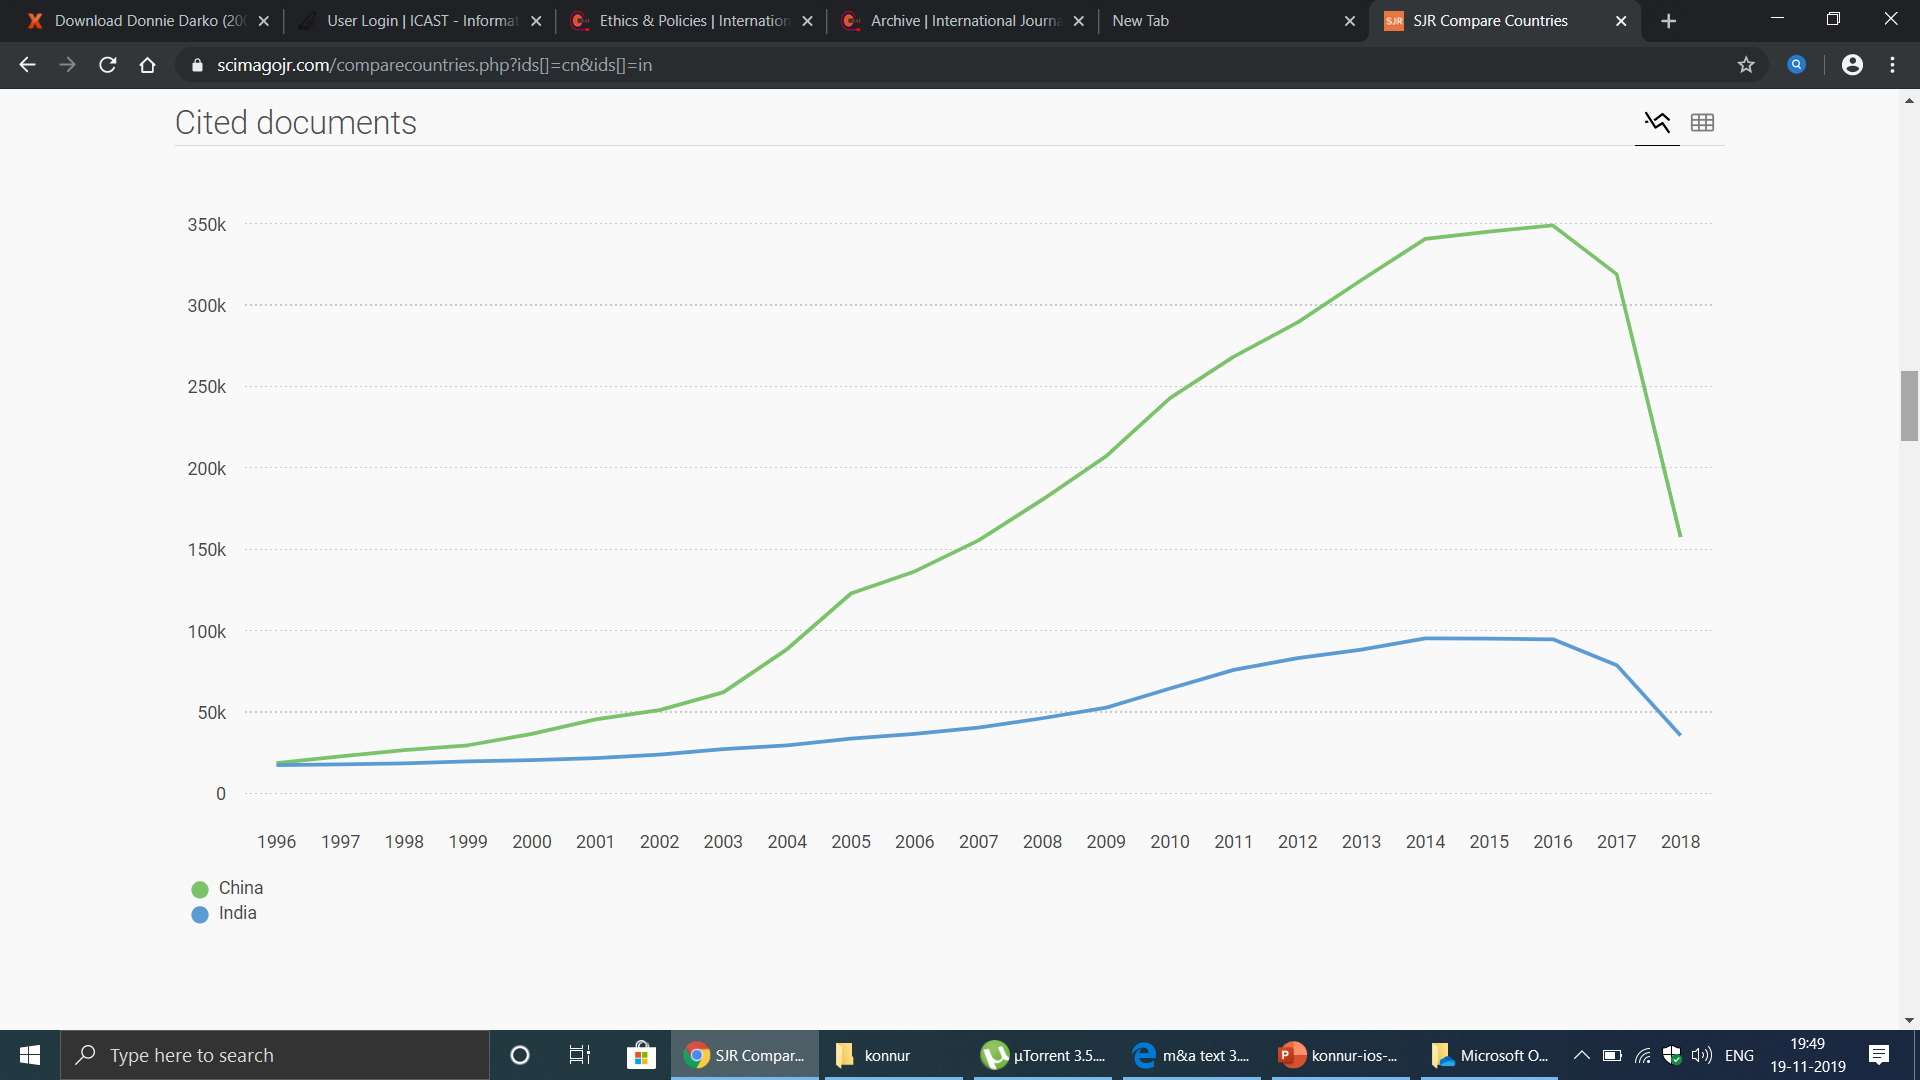 Download Donnie Darko (200
User Login | ICAST - Informat
Ethics & Policies | Internation
Archive | International Journa
New Tab
SJR SJR Compare Countries
scimagojr.com/comparecountries.php?ids[]=cn&ids[]=in
Cited documents
350k
300k
250k
200k
150k
100k
50k
0
1996 1997 1998 1999 2000 2001 2002 2003 2004 2005 2006 2007 2008 2009 2010 2011 2012 2013 2014 2015 2016 2017 2018
China
India
Type here to search
SJR Compar...
konnur
µTorrent 3.5....
m&a text 3....
konnur-ios-...
Microsoft O...
ENG
19:49
19-11-2019